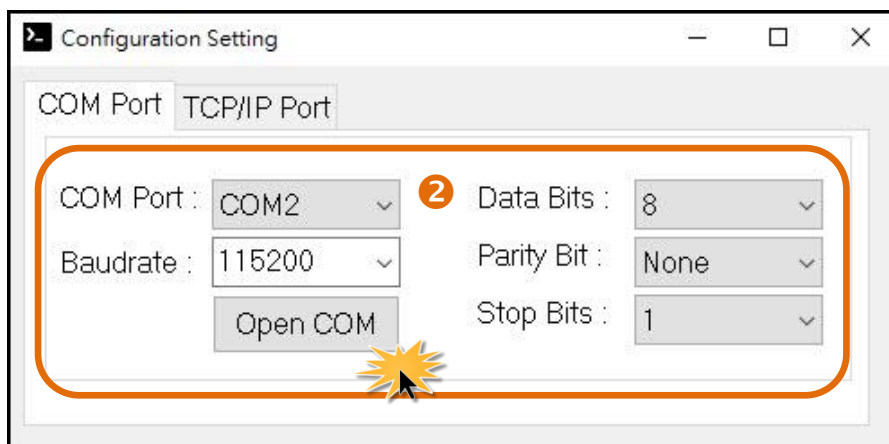 Configuration Setting
COM Port TCP/IP Port
COM Port : COM2
Baudrate : 115200
Open COM
2
Data Bits : 8
Parity Bit : None
Stop Bits : 1